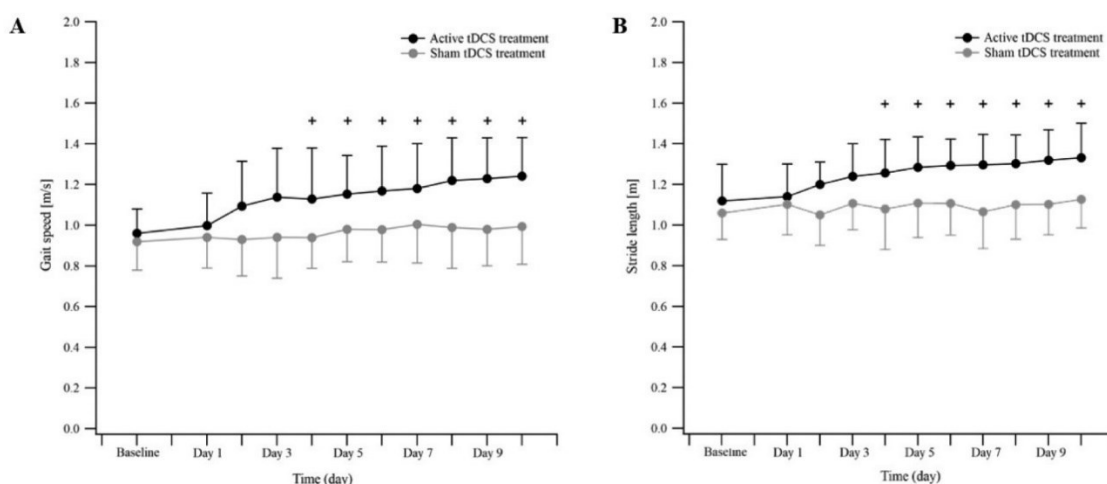 A
B
Active tDCS treatment
Sham tDCS treatment
Gait speed [m/s]
2.0
1.8
1.6
1.4
1.2
1.0
0.8
0.6
0.4
0.2
0.0
+ + + + + + +
Baseline Day 1 Day 3 Day 5 Day 7 Day 9
Time (day)
Active tDCS treatment
Sham tDCS treatment
Stride length [m]
2.0
1.8
1.6
1.4
1.2
1.0
0.8
0.6
0.4
0.2
0.0
+ + + + + + +
Baseline Day 1 Day 3 Day 5 Day 7 Day 9
Time (day)